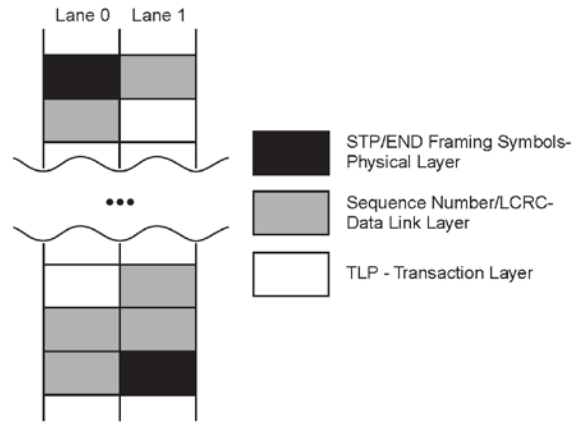 Lane 0 Lane 1
STP/END Framing Symbols-
Physical Layer
Sequence Number/LCRC-
Data Link Layer
TLP - Transaction Layer